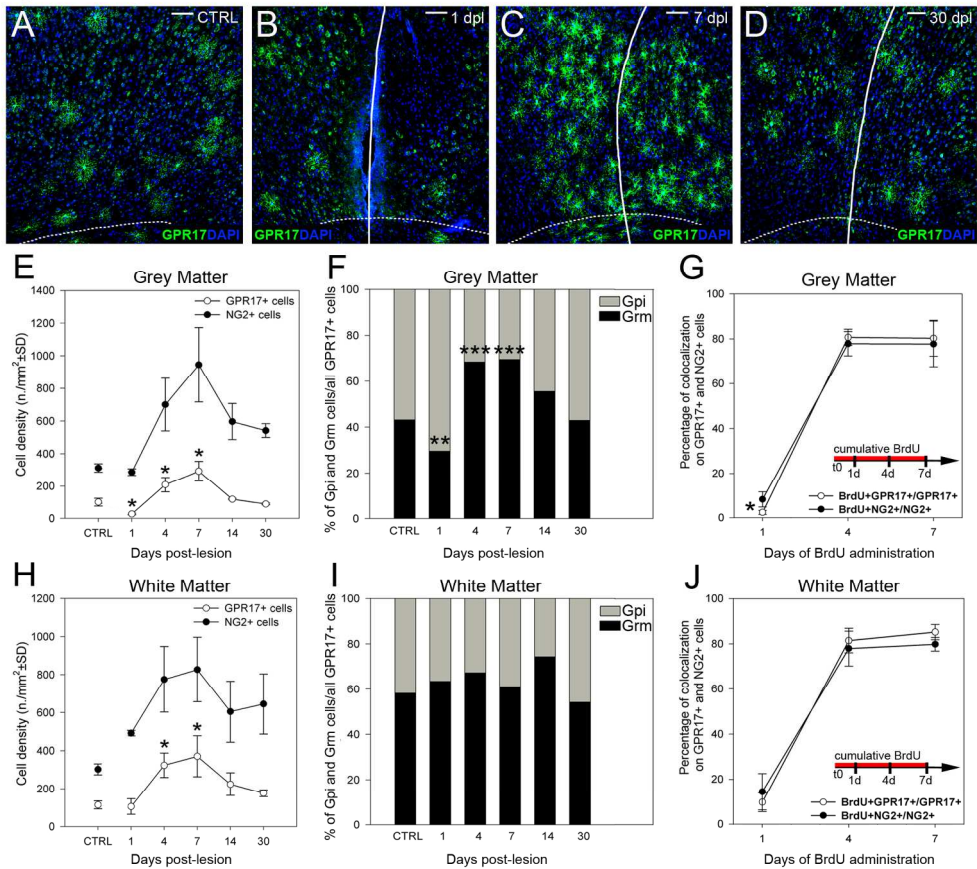 A
CTRL
GPR17DAPI
B
1 dpl
GPR17DAPI
C
7 dpl
GPR17DAPI
D
30 dpl
GPR17DAPI
E
Grey Matter
GPR17+ cells
NG2+ cells
Cell density (n./mm²±SD)
1400
1200
1000
800
600
400
200
0
*
*
*
CTRL 1 4 7 14 30
Days post-lesion
F
Grey Matter
Gpi
Grm
% of Gpi and Grm cells/all GPR17+ cells
100
80
60
40
20
0
**
***
***
CTRL 1 4 7 14 30
Days post-lesion
G
Grey Matter
Percentage of colocalization
on GPR17+ and NG2+ cells
100
80
60
40
20
0
*
cumulative BrdU
t0 1d 4d 7d
BrdU+GPR17+/GPR17+
BrdU+NG2+/NG2+
1 4 7
Days of BrdU administration
H
White Matter
GPR17+ cells
NG2+ cells
Cell density (n./mm²±SD)
1200
1000
800
600
400
200
0
*
*
CTRL 1 4 7 14 30
Days post-lesion
I
White Matter
Gpi
Grm
% of Gpi and Grm cells/all GPR17+ cells
100
80
60
40
20
0
CTRL 1 4 7 14 30
Days post-lesion
J
White Matter
Percentage of colocalization
on GPR17+ and NG2+ cells
100
80
60
40
20
0
cumulative BrdU
t0 1d 4d 7d
BrdU+GPR17+/GPR17+
BrdU+NG2+/NG2+
1 4 7
Days of BrdU administration